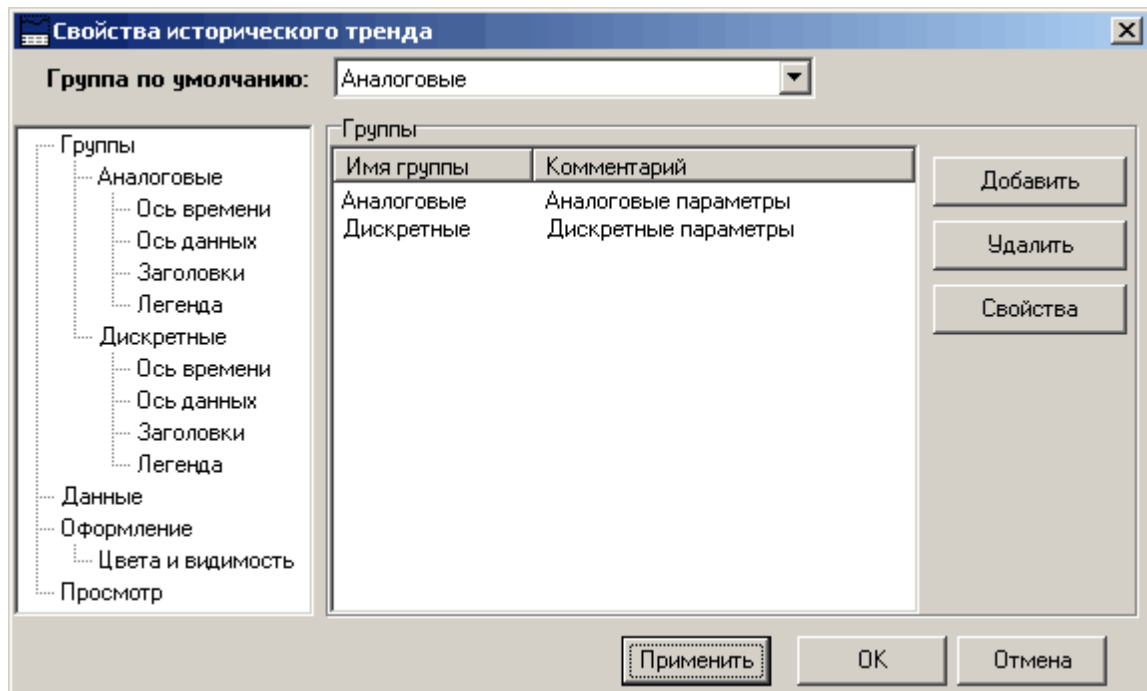 Свойства исторического тренда
Группа по умолчанию: Аналоговые
Группы
Аналоговые
Ось времени
Ось данных
Заголовки
Легенда
Дискретные
Ось времени
Ось данных
Заголовки
Легенда
Данные
Оформление
Цвета и видимость
Просмотр
Группы
Имя группы Комментарий
Аналоговые Аналоговые параметры
Дискретные Дискретные параметры
Добавить
Удалить
Свойства
Применить OK Отмена